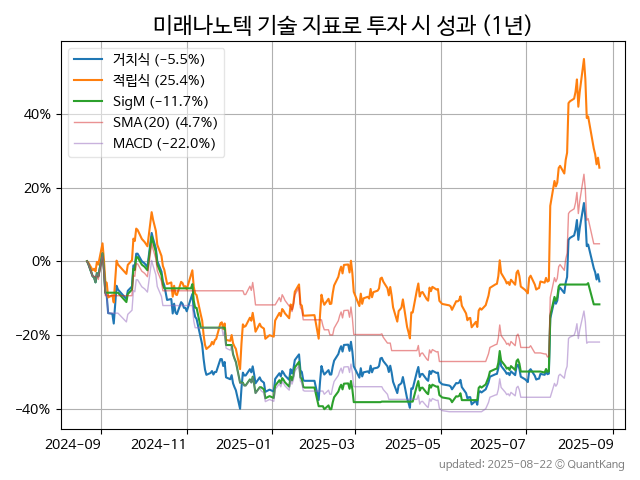 미래나노텍 기술 지표로 투자 시 성과 (1년)
거치식 (−5.5%)
적립식 (25.4%)
SigM (−11.7%)
SMA(20) (4.7%)
MACD (−22.0%)
40%
20%
0%
−20%
−40%
2024-09
2024-11
2025-01
2025-03
2025-05
2025-07
2025-09
updated: 2025-08-22 © QuantKang